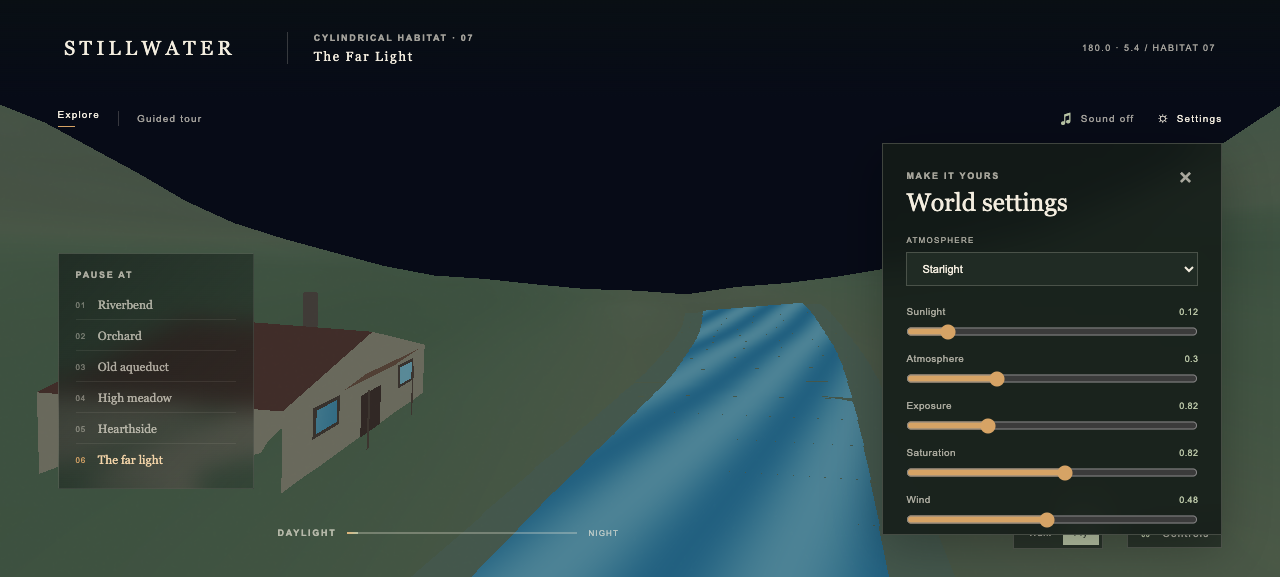 STILLWATER
CYLINDRICAL HABITAT · 07
The Far Light
180.0 · 5.4 / HABITAT 07
Explore
Guided tour
Sound off
Settings
MAKE IT YOURS
World settings
ATMOSPHERE
Starlight
Sunlight 0.12
Atmosphere 0.3
Exposure 0.82
Saturation 0.82
Wind 0.48
PAUSE AT
01 Riverbend
02 Orchard
03 Old aqueduct
04 High meadow
05 Hearthside
06 The far light
DAYLIGHT
NIGHT
Controls